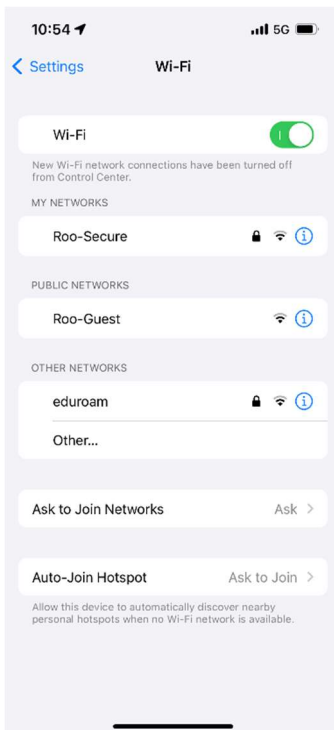 10:54 5G
Settings Wi-Fi
Wi-Fi
New Wi-Fi network connections have been turned off
from Control Center.
MY NETWORKS
Roo-Secure
PUBLIC NETWORKS
Roo-Guest
OTHER NETWORKS
eduroam
Other...
Ask to Join Networks Ask
Auto-Join Hotspot Ask to Join
Allow this device to automatically discover nearby
personal hotspots when no Wi-Fi network is available.